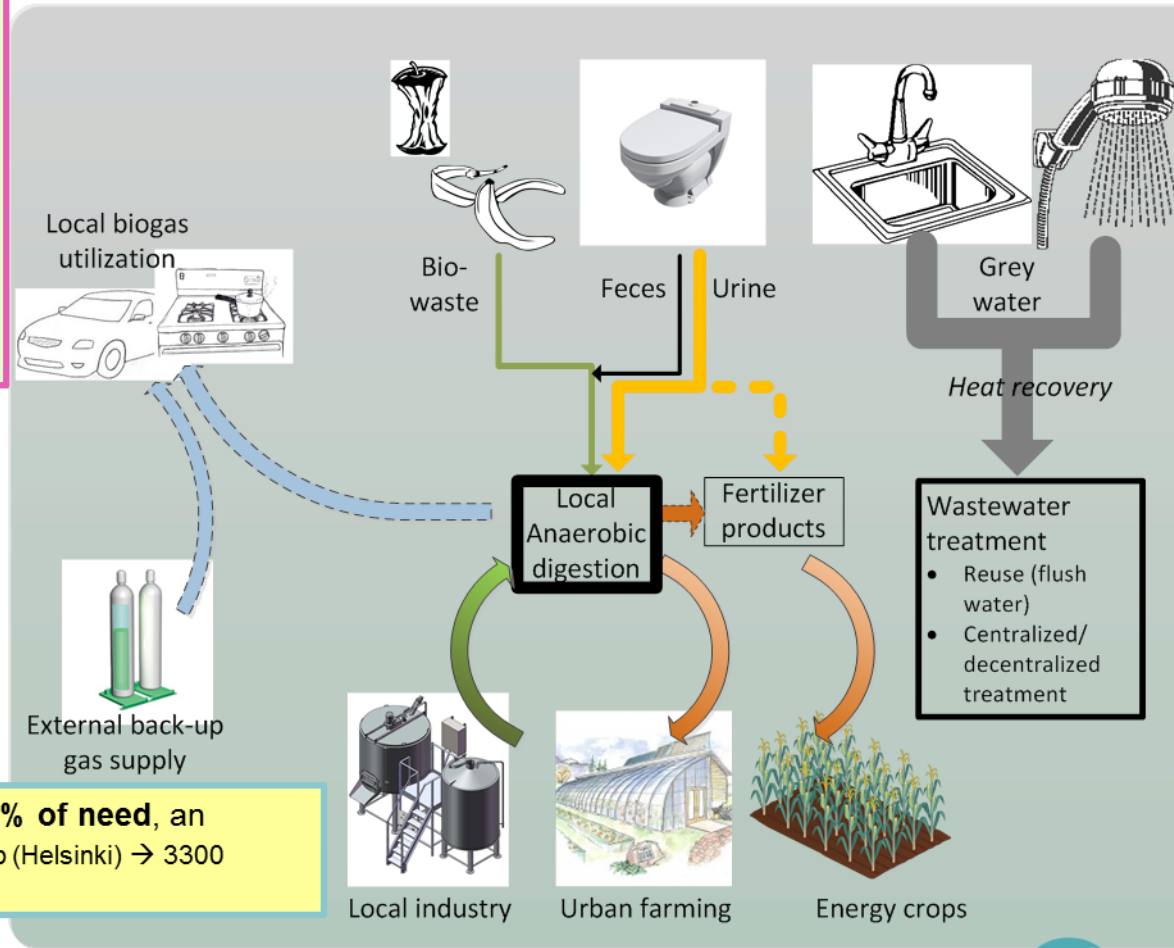 Local biogas
utilization
Bio-
waste
Feces
Urine
Grey
water
Heat recovery
Local
Anaerobic
digestion
Fertilizer
products
Wastewater
treatment
• Reuse (flush
water)
• Centralized/
decentralized
treatment
External back-up
gas supply
% of need, an
(Helsinki) → 3300
Local industry
Urban farming
Energy crops